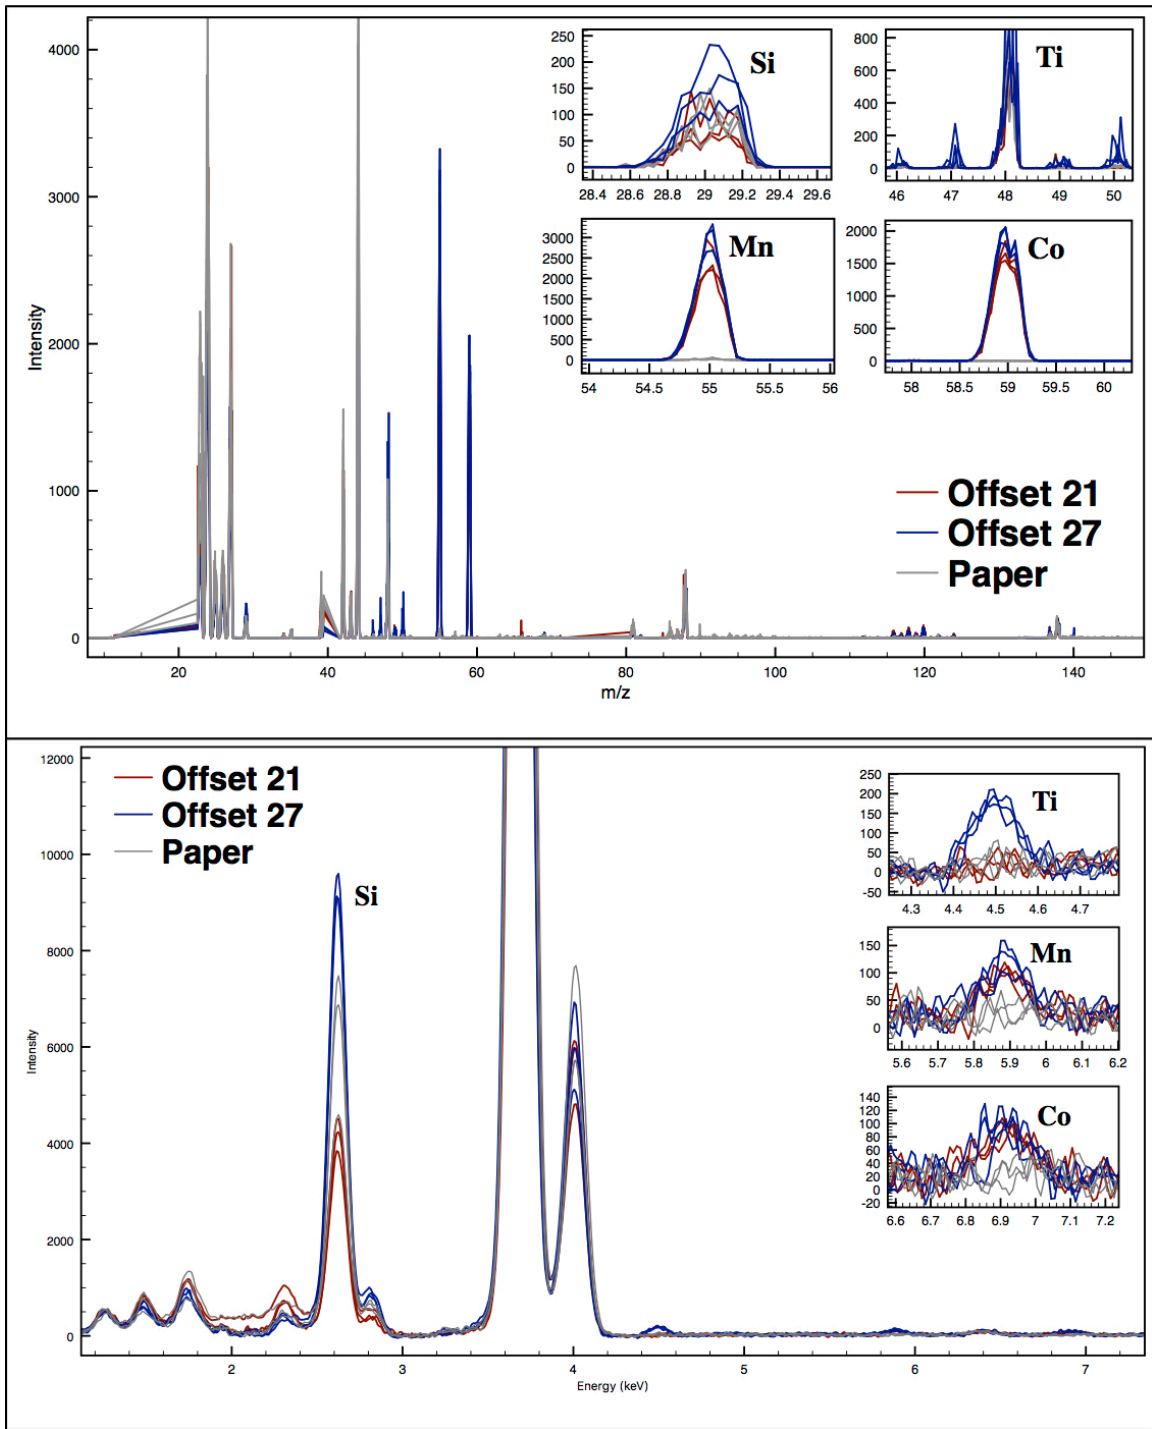 4000
3000
2000
1000
0
Intensity
20
40
60
80
100
120
140
m/z
250
200
150
100
50
0
Si
28.4 28.6 28.8 29 29.2 29.4 29.6
800
600
400
200
0
Ti
46 47 48 49 50
3000
2500
2000
1500
1000
500
0
Mn
54 54.5 55 55.5 56
2000
1500
1000
500
0
Co
58 58.5 59 59.5 60
Offset 21
Offset 27
Paper
12000
10000
8000
6000
4000
2000
0
Intensity
Offset 21
Offset 27
Paper
Si
2 3 4 5 6 7
Energy (keV)
250
200
150
100
50
0
-50
Ti
4.3 4.4 4.5 4.6 4.7
150
100
50
0
Mn
5.6 5.7 5.8 5.9 6 6.1 6.2
140
120
100
80
60
40
20
0
-20
Co
6.6 6.7 6.8 6.9 7 7.1 7.2